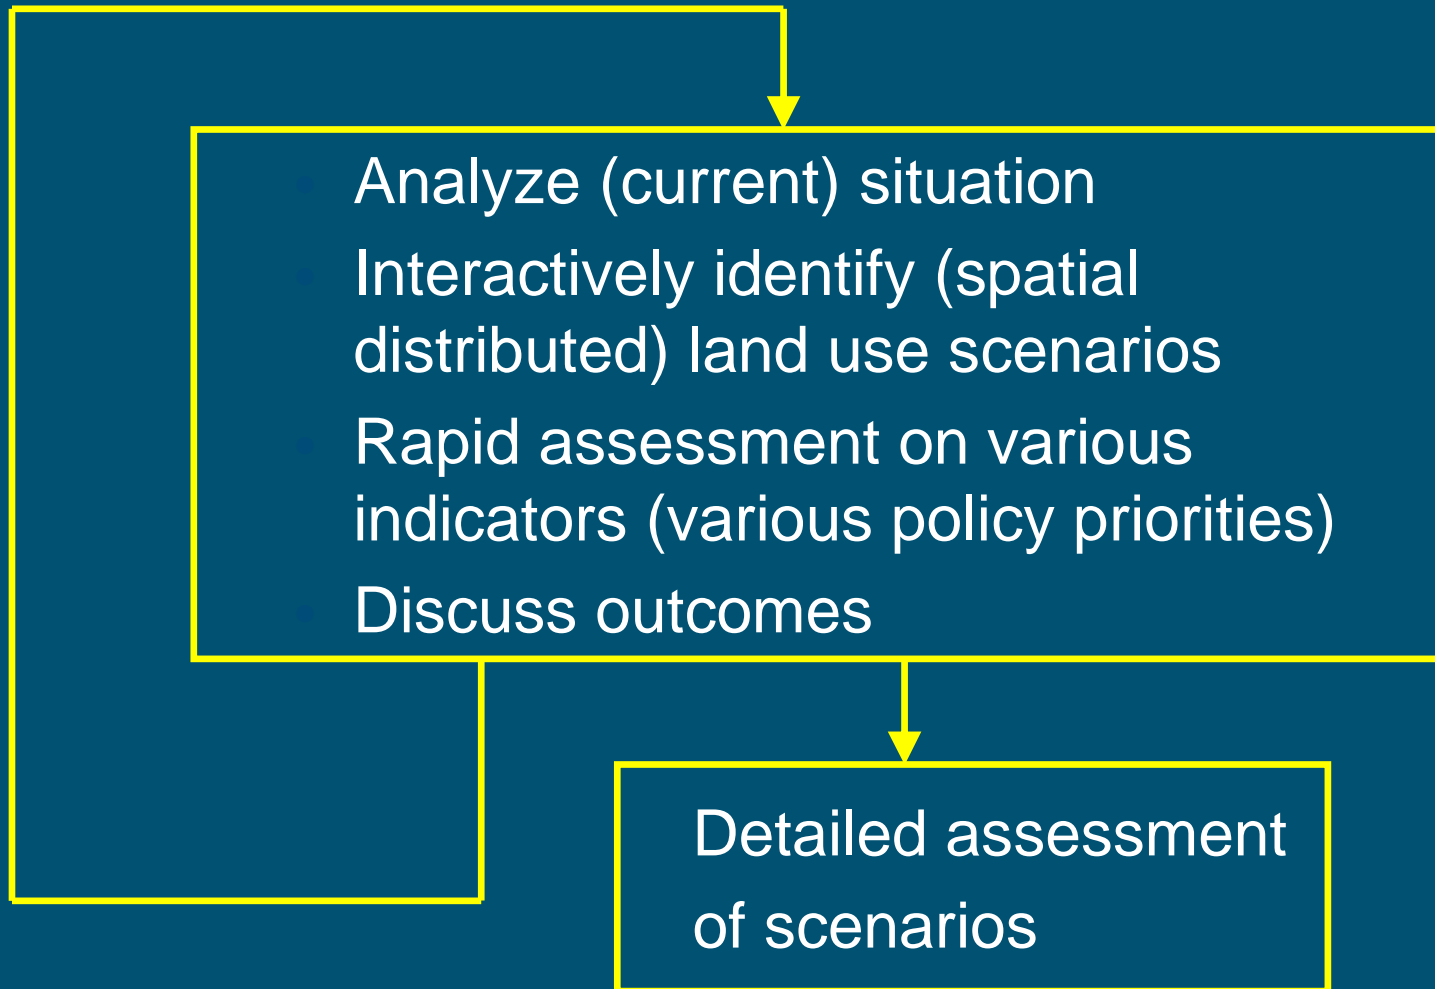 Analyze (current) situation
Interactively identify (spatial
distributed) land use scenarios
Rapid assessment on various
indicators (various policy priorities)
Discuss outcomes
Detailed assessment
of scenarios